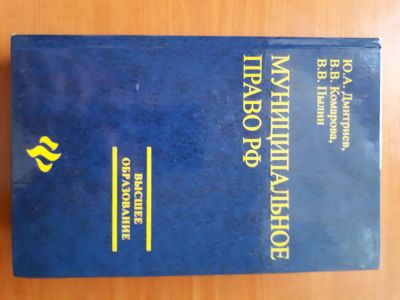 Ю.А. Дмитриев,
В.В. Комарова,
В.В. Пылин
МУНИЦИПАЛЬНОЕ
ПРАВО РФ
ВЫСШЕЕ
ОБРАЗОВАНИЕ